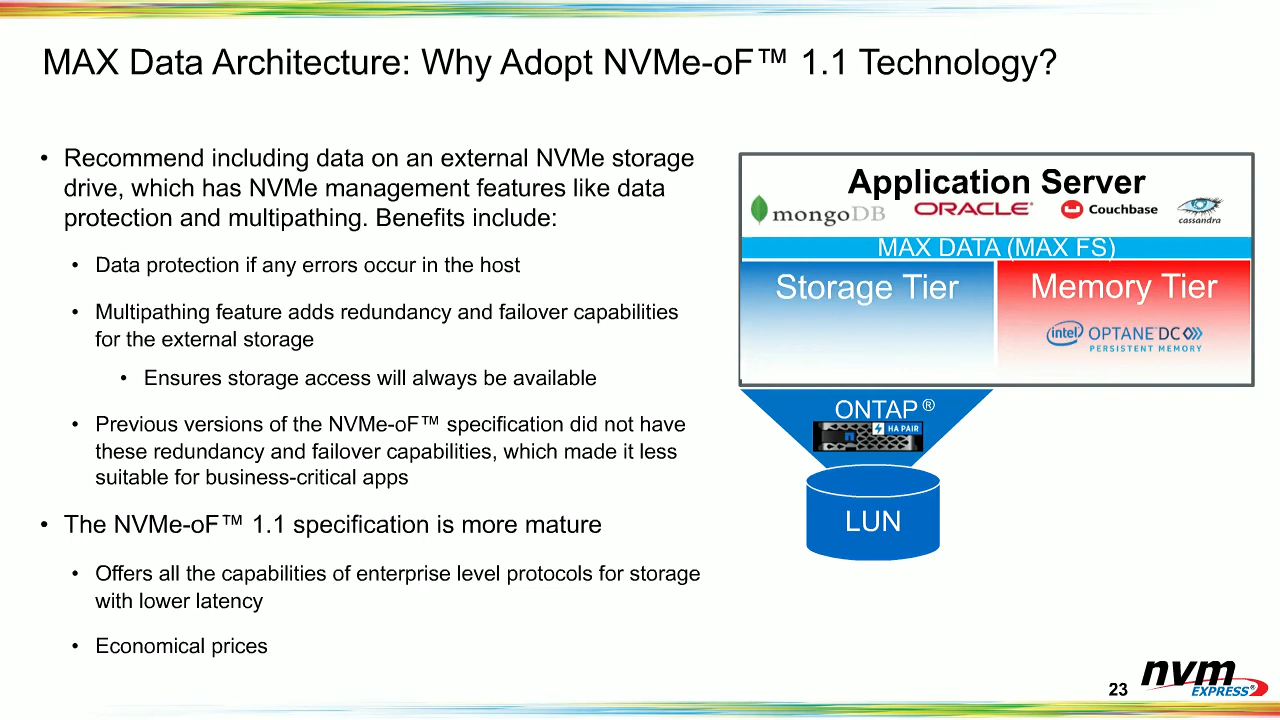 MAX Data Architecture: Why Adopt NVMe-oF™ 1.1 Technology?
• Recommend including data on an external NVMe storage
drive, which has NVMe management features like data
protection and multipathing. Benefits include:
• Data protection if any errors occur in the host
• Multipathing feature adds redundancy and failover capabilities
for the external storage
• Ensures storage access will always be available
• Previous versions of the NVMe-oF™ specification did not have
these redundancy and failover capabilities, which made it less
suitable for business-critical apps
• The NVMe-oF™ 1.1 specification is more mature
• Offers all the capabilities of enterprise level protocols for storage
with lower latency
• Economical prices
Application Server
mongoDB ORACLE® Couchbase cassandra
MAX DATA (MAX FS)
Storage Tier
Memory Tier
intel OPTANE™ DC
PERSISTENT MEMORY
ONTAP®
HA PAIR
LUN
23
nvm
EXPRESS®